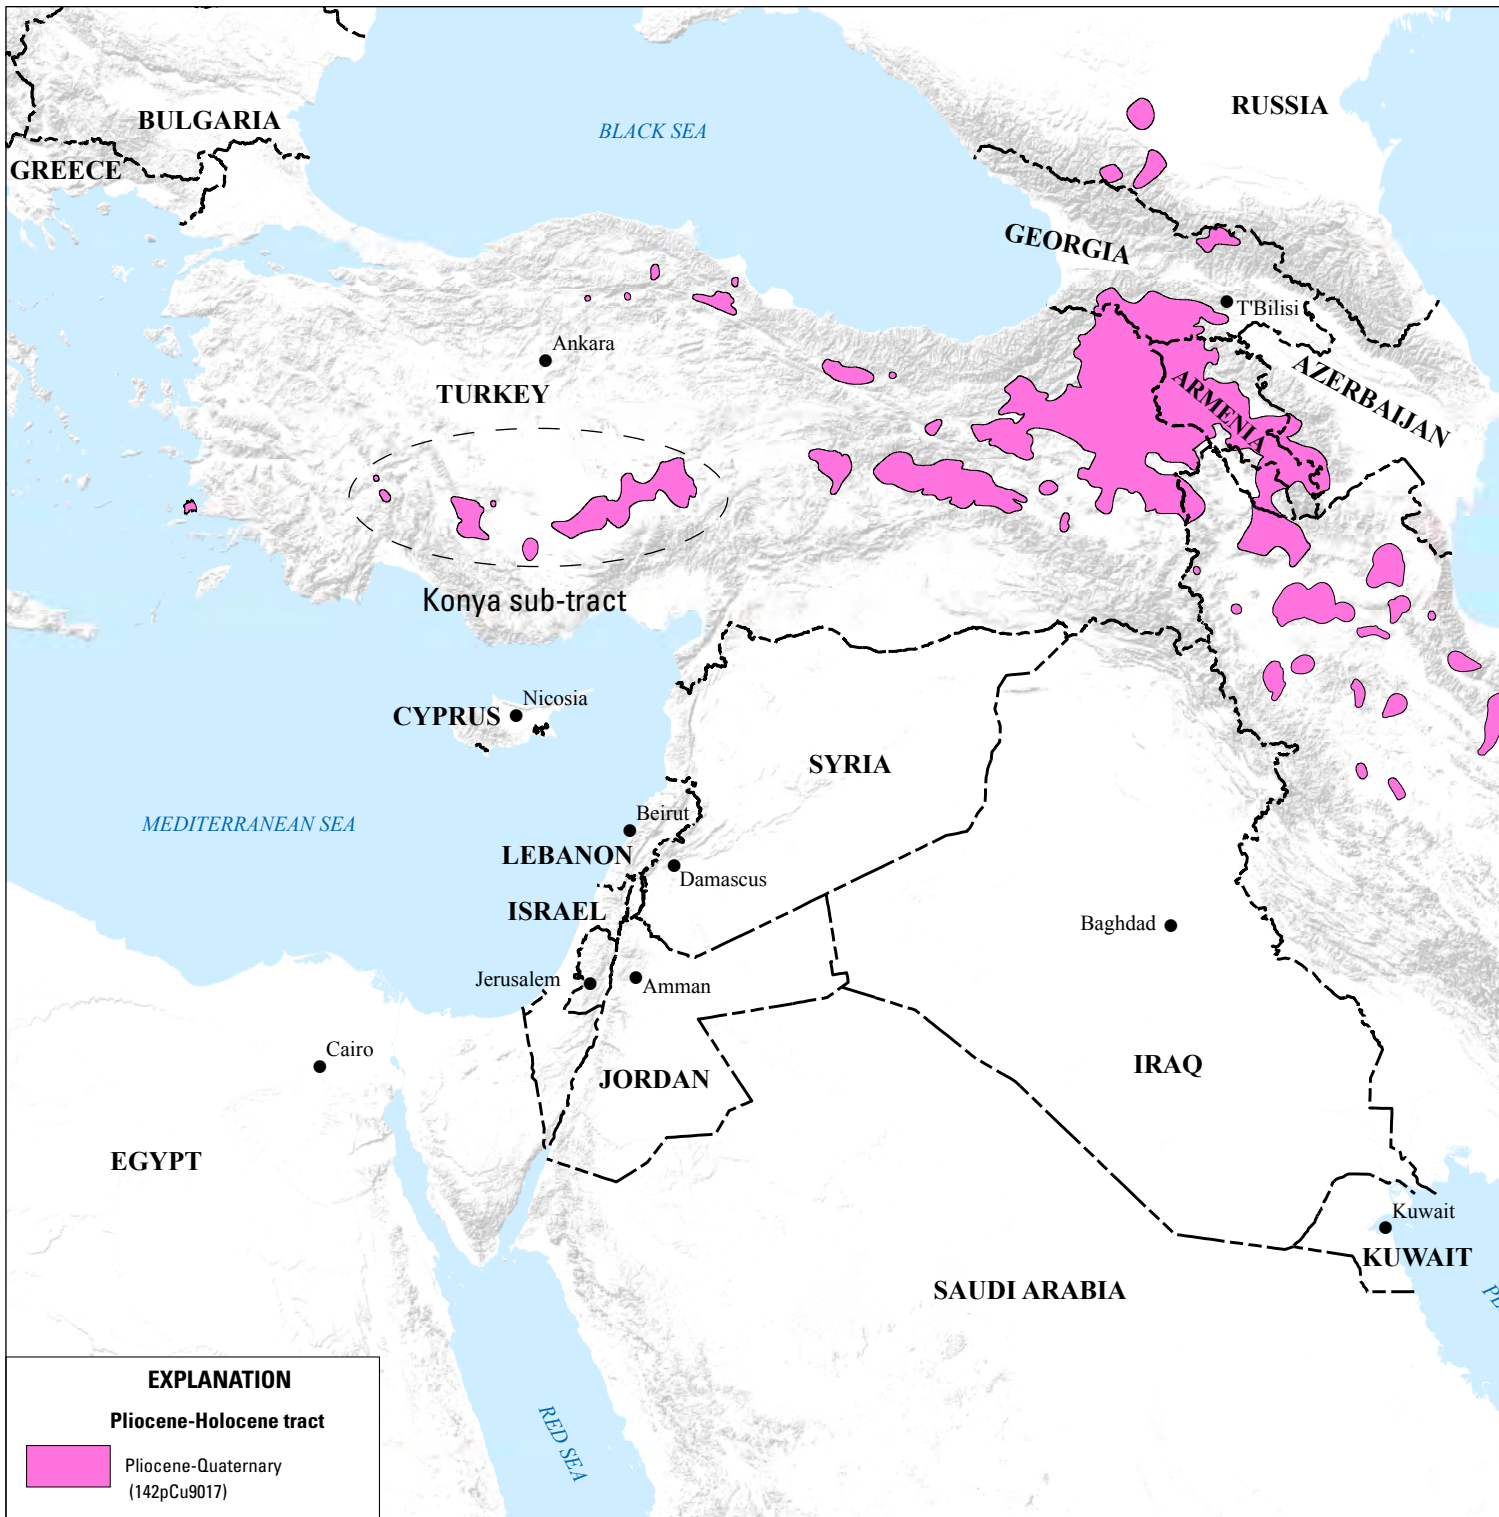 RUSSIA
BULGARIA
BLACK SEA
GREECE
GEORGIA
T'Bilisi
Ankara
TURKEY
AZERBAIJAN
ARMENIA
Konya sub-tract
Nicosia
CYPRUS
SYRIA
MEDITERRANEAN SEA
Beirut
LEBANON
Damascus
ISRAEL
Baghdad
Jerusalem
Amman
Cairo
IRAQ
JORDAN
EGYPT
Kuwait
KUWAIT
SAUDI ARABIA
RED SEA
EXPLANATION
Pliocene-Holocene tract
Pliocene-Quaternary
(142pCu9017)